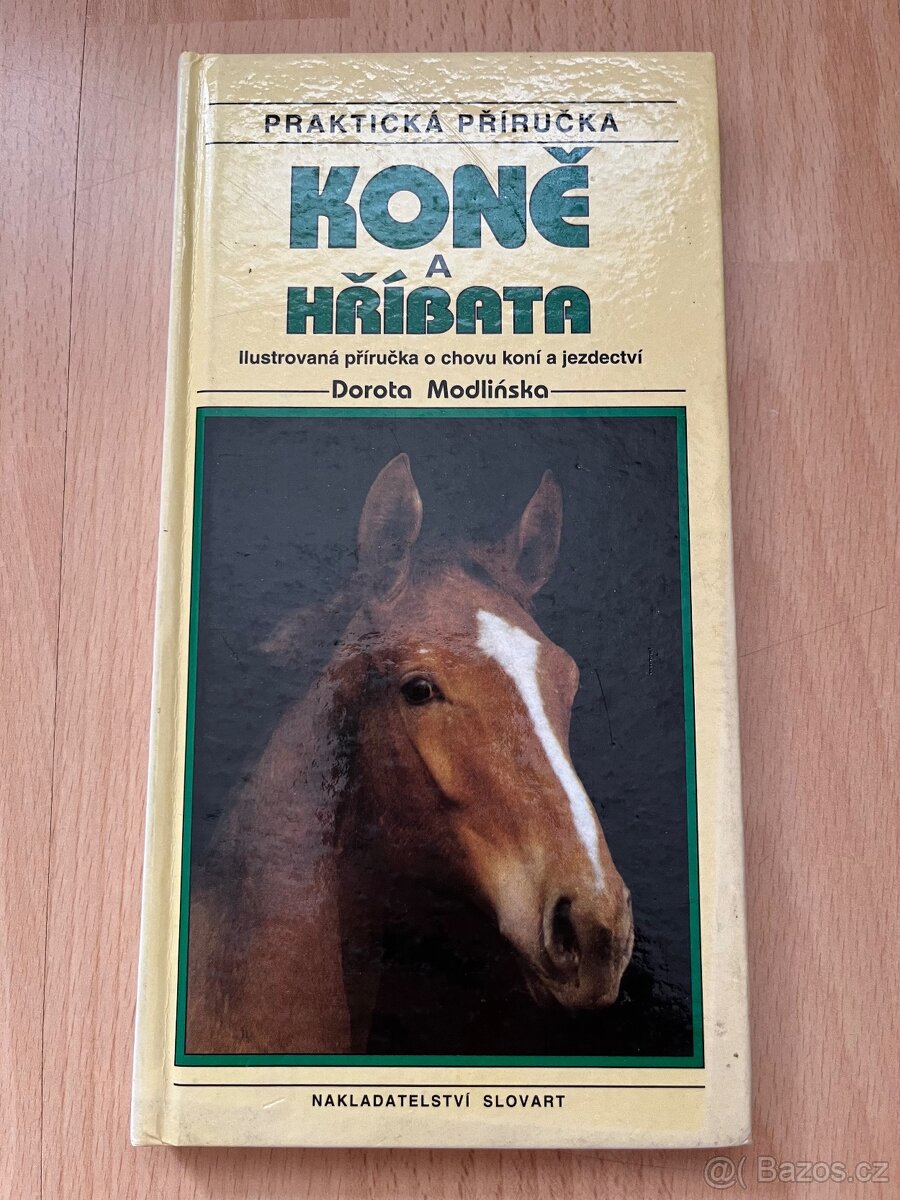 PRAKTICKÁ PŘÍRUČKA
KONĚ
A
HŘÍBATA
Ilustrovaná příručka o chovu koní a jezdectví
Dorota Modlińska
NAKLADATELSTVÍ SLOVART
@( Bazos.cz